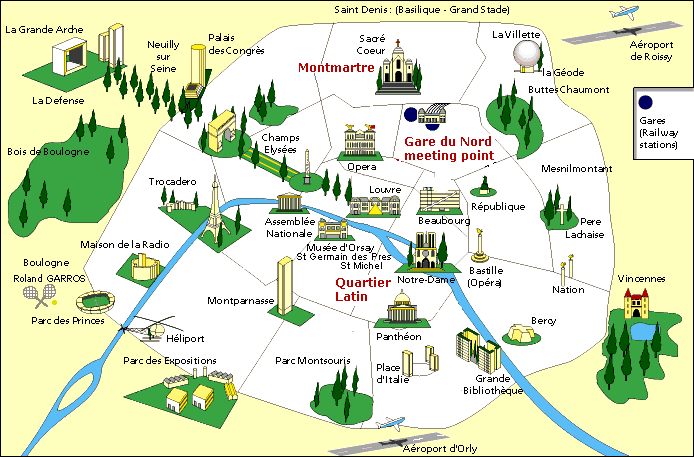 Saint Denis: (Basilique - Grand Stade)
La Grande Arche
Neuilly
sur
Seine
Palais
des Congrès
Sacré
Coeur
La Villette
Aéroport
de Roissy
Montmartre
la Géode
Buttes Chaumont
La Defense
Gares
(Railway
stations)
Champs
Elysées
Gare du Nord
meeting point
Bois de Boulogne
Opera
Mesnilmontant
Trocadero
Louvre
Assemblée
Nationale
Beaubourg
République
Pere
Lachaise
Maison de la Radio
Musée d'Orsay
St Germain des Pres
St Michel
Boulogne
Roland GARROS
Quartier
Latin
Notre-Dame
Bastille
(Opéra)
Nation
Vincennes
Montparnasse
Parc des Princes
Héliport
Panthéon
Bercy
Parc des Expositions
Parc Montsouris
Place
d'Italie
Grande
Bibliothèque
Aéroport d'Orly